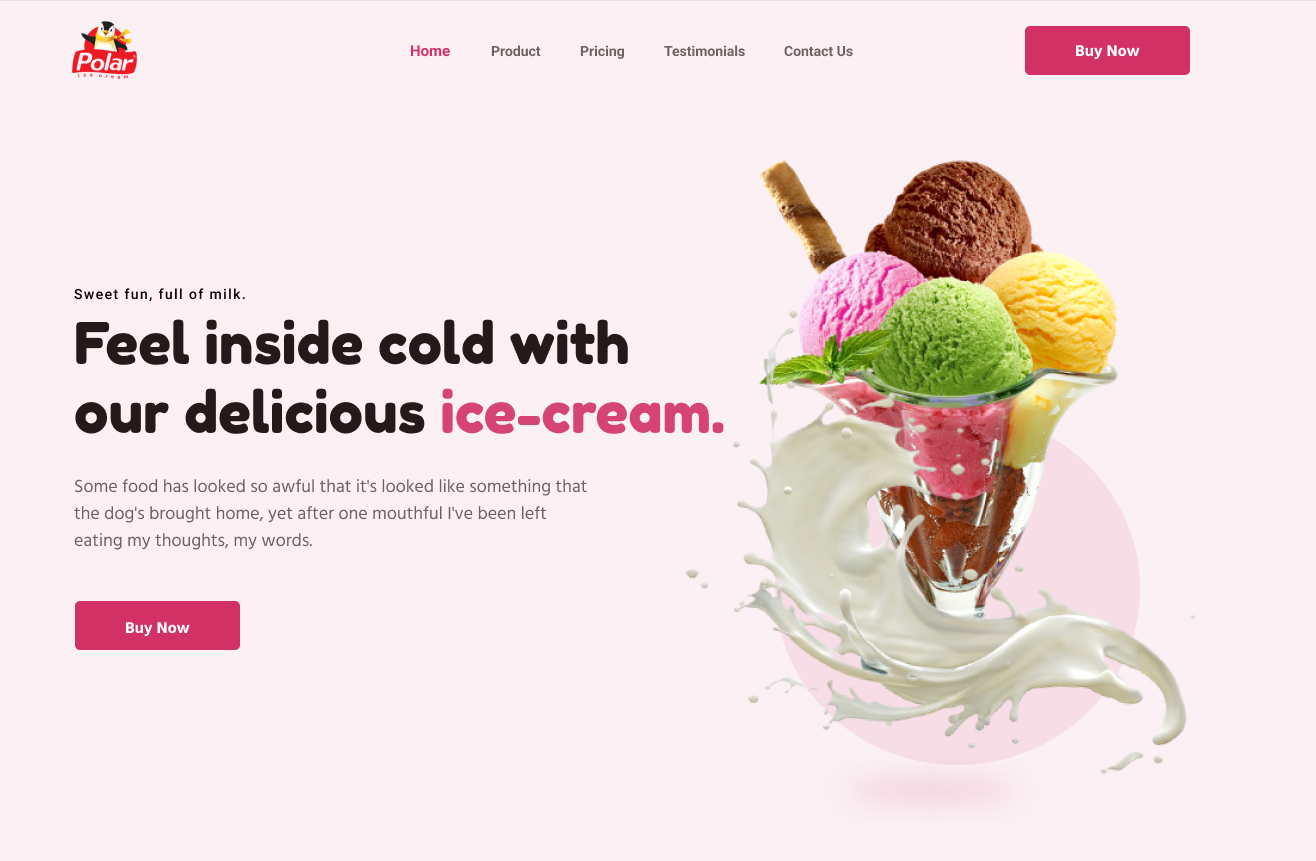 Polar
ice cream
Home
Product
Pricing
Testimonials
Contact Us
Buy Now
Sweet fun, full of milk.
Feel inside cold with
our delicious ice-cream.
Some food has looked so awful that it's looked like something that
the dog's brought home, yet after one mouthful I've been left
eating my thoughts, my words.
Buy Now